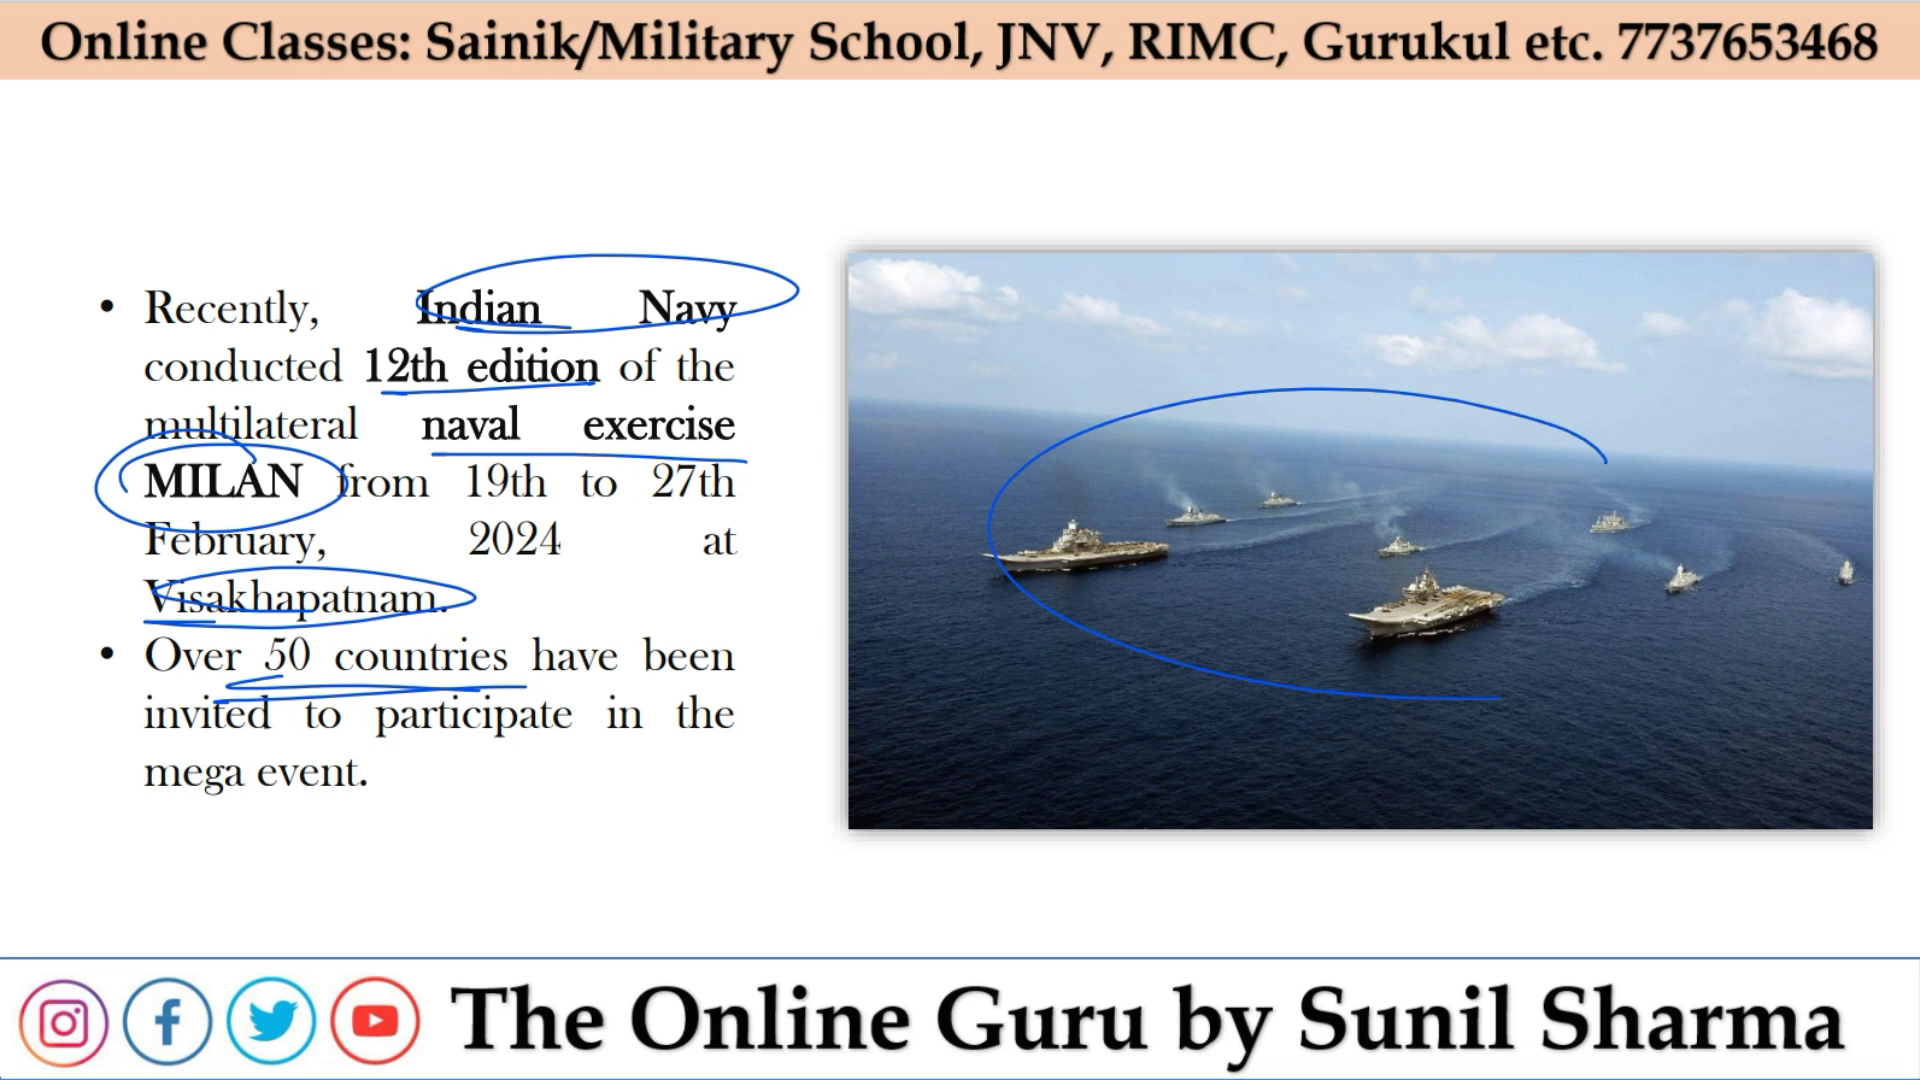 Online Classes: Sainik/Military School, JNV, RIMC, Gurukul etc. 7737653468
• Recently, Indian Navy
conducted 12th edition of the
multilateral naval exercise
MILAN from 19th to 27th
February, 2024 at
Visakhapatnam.
• Over 50 countries have been
invited to participate in the
mega event.
The Online Guru by Sunil Sharma